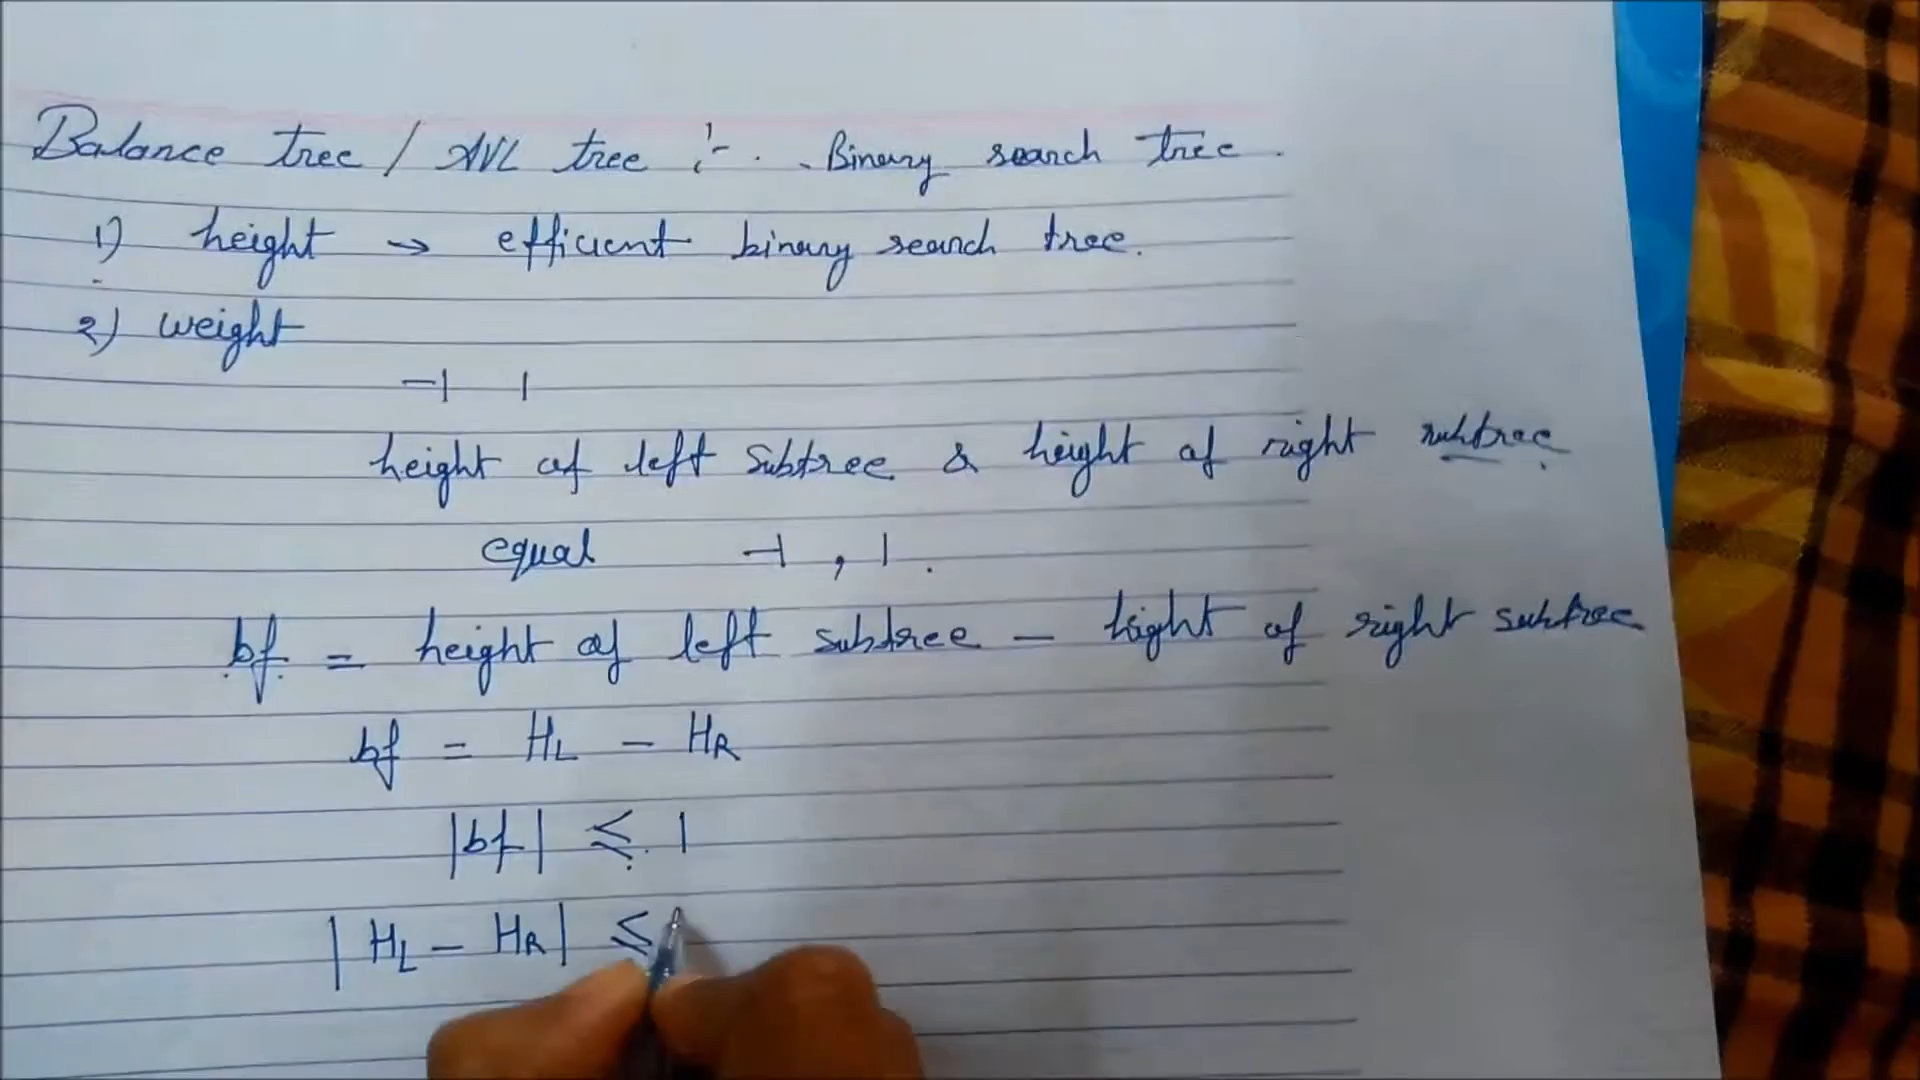 Balance tree / AVL tree :- . Binary search tree.
1) height → efficient binary search tree.
2) weight
-1 1
height of left subtree & height of right subtree.
equal -1 , 1 .
bf = height of left subtree - hight of right subtree
bf = HL - HR
|bf| ≤ 1
| HL - HR | ≤